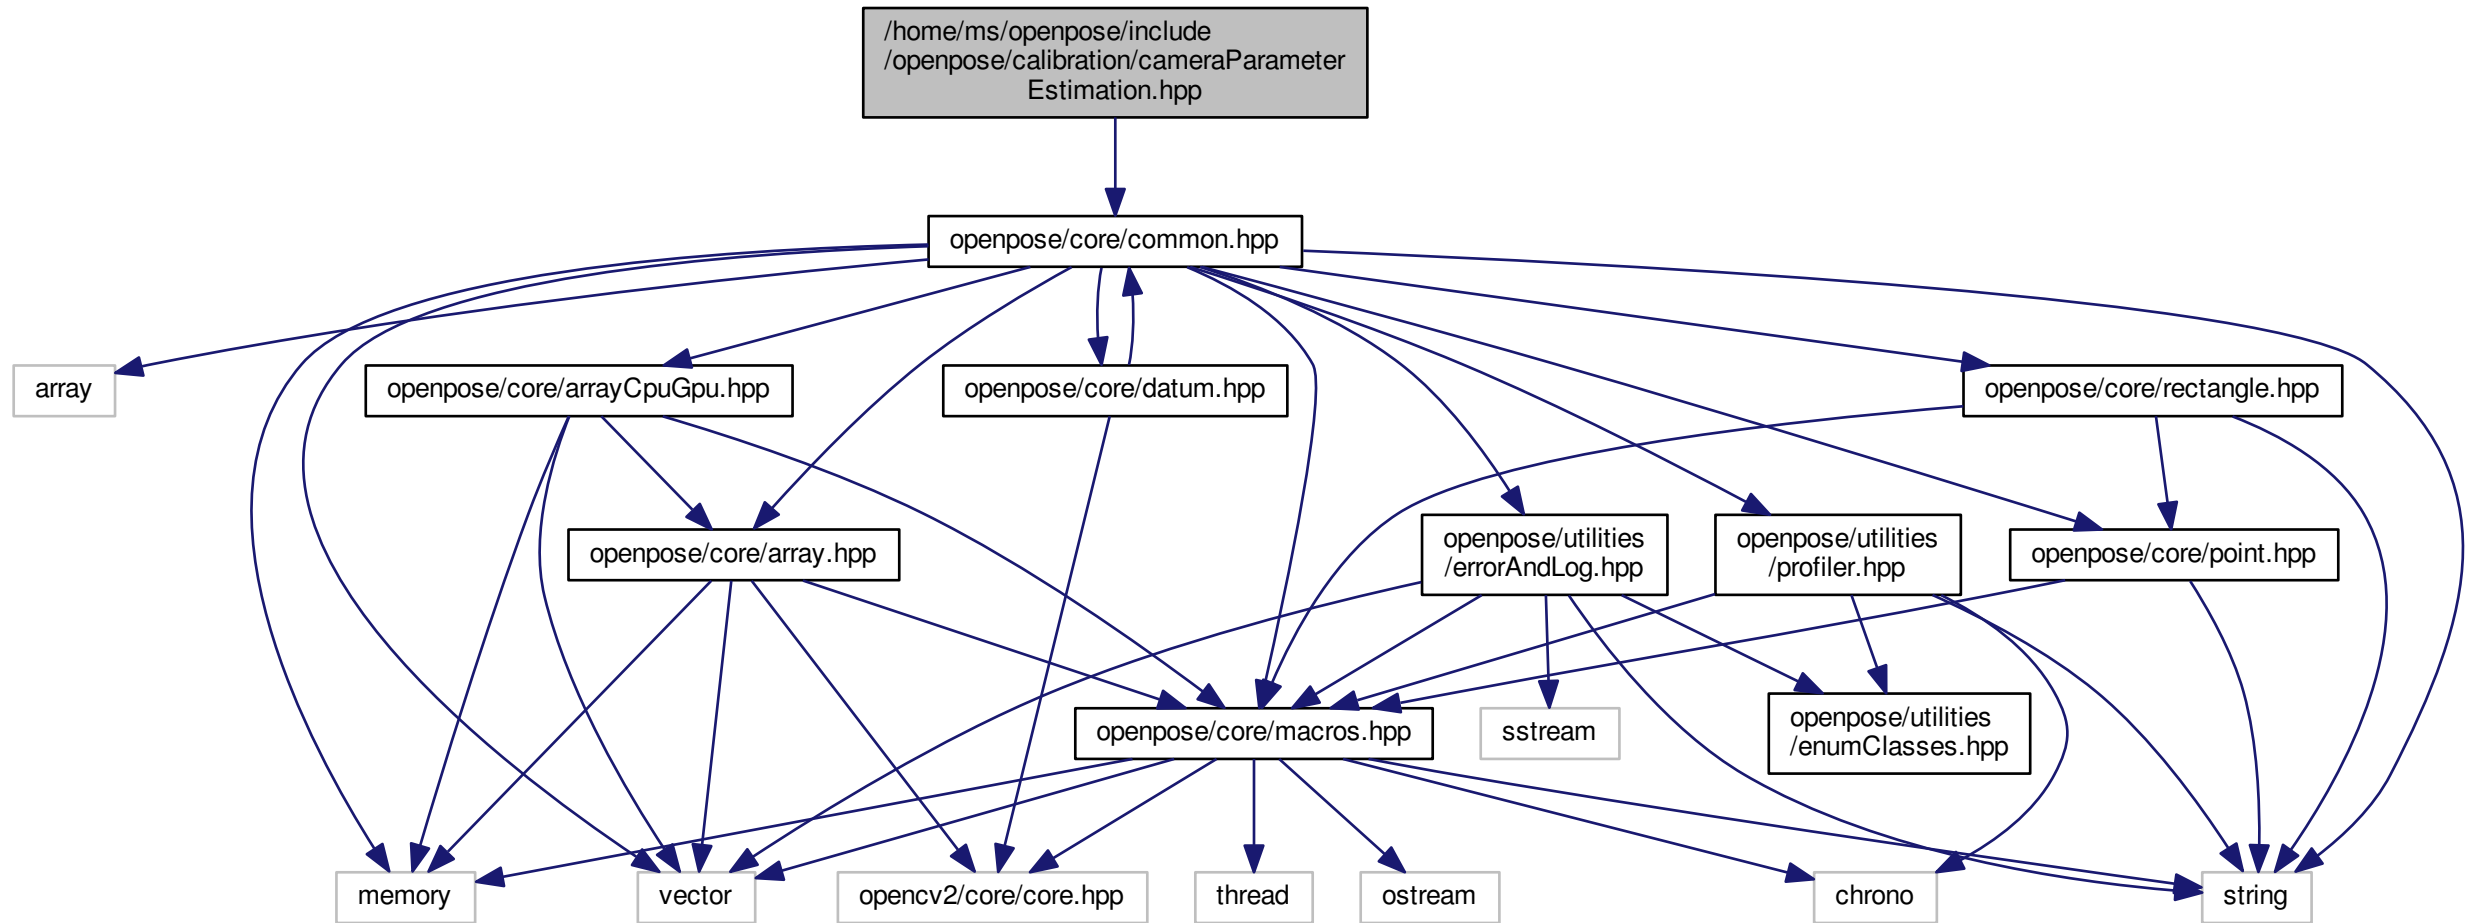 /home/ms/openpose/include
/openpose/calibration/cameraParameter
Estimation.hpp
openpose/core/common.hpp
array
openpose/core/arrayCpuGpu.hpp
openpose/core/datum.hpp
openpose/core/rectangle.hpp
openpose/core/array.hpp
openpose/utilities
/errorAndLog.hpp
openpose/utilities
/profiler.hpp
openpose/core/point.hpp
openpose/core/macros.hpp
sstream
openpose/utilities
/enumClasses.hpp
memory
vector
opencv2/core/core.hpp
thread
ostream
chrono
string